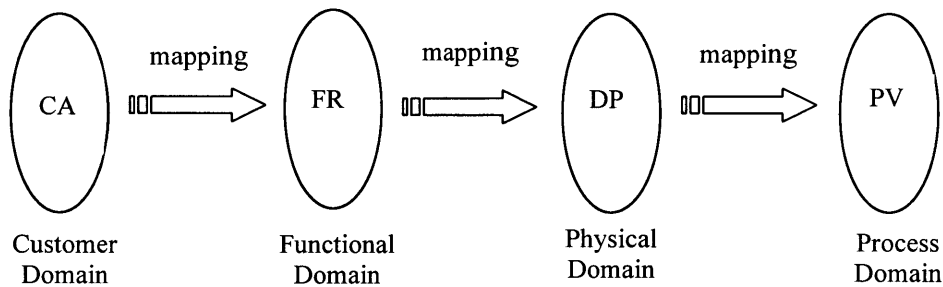 mapping
mapping
mapping
CA
FR
DP
PV
Customer
Domain
Functional
Domain
Physical
Domain
Process
Domain